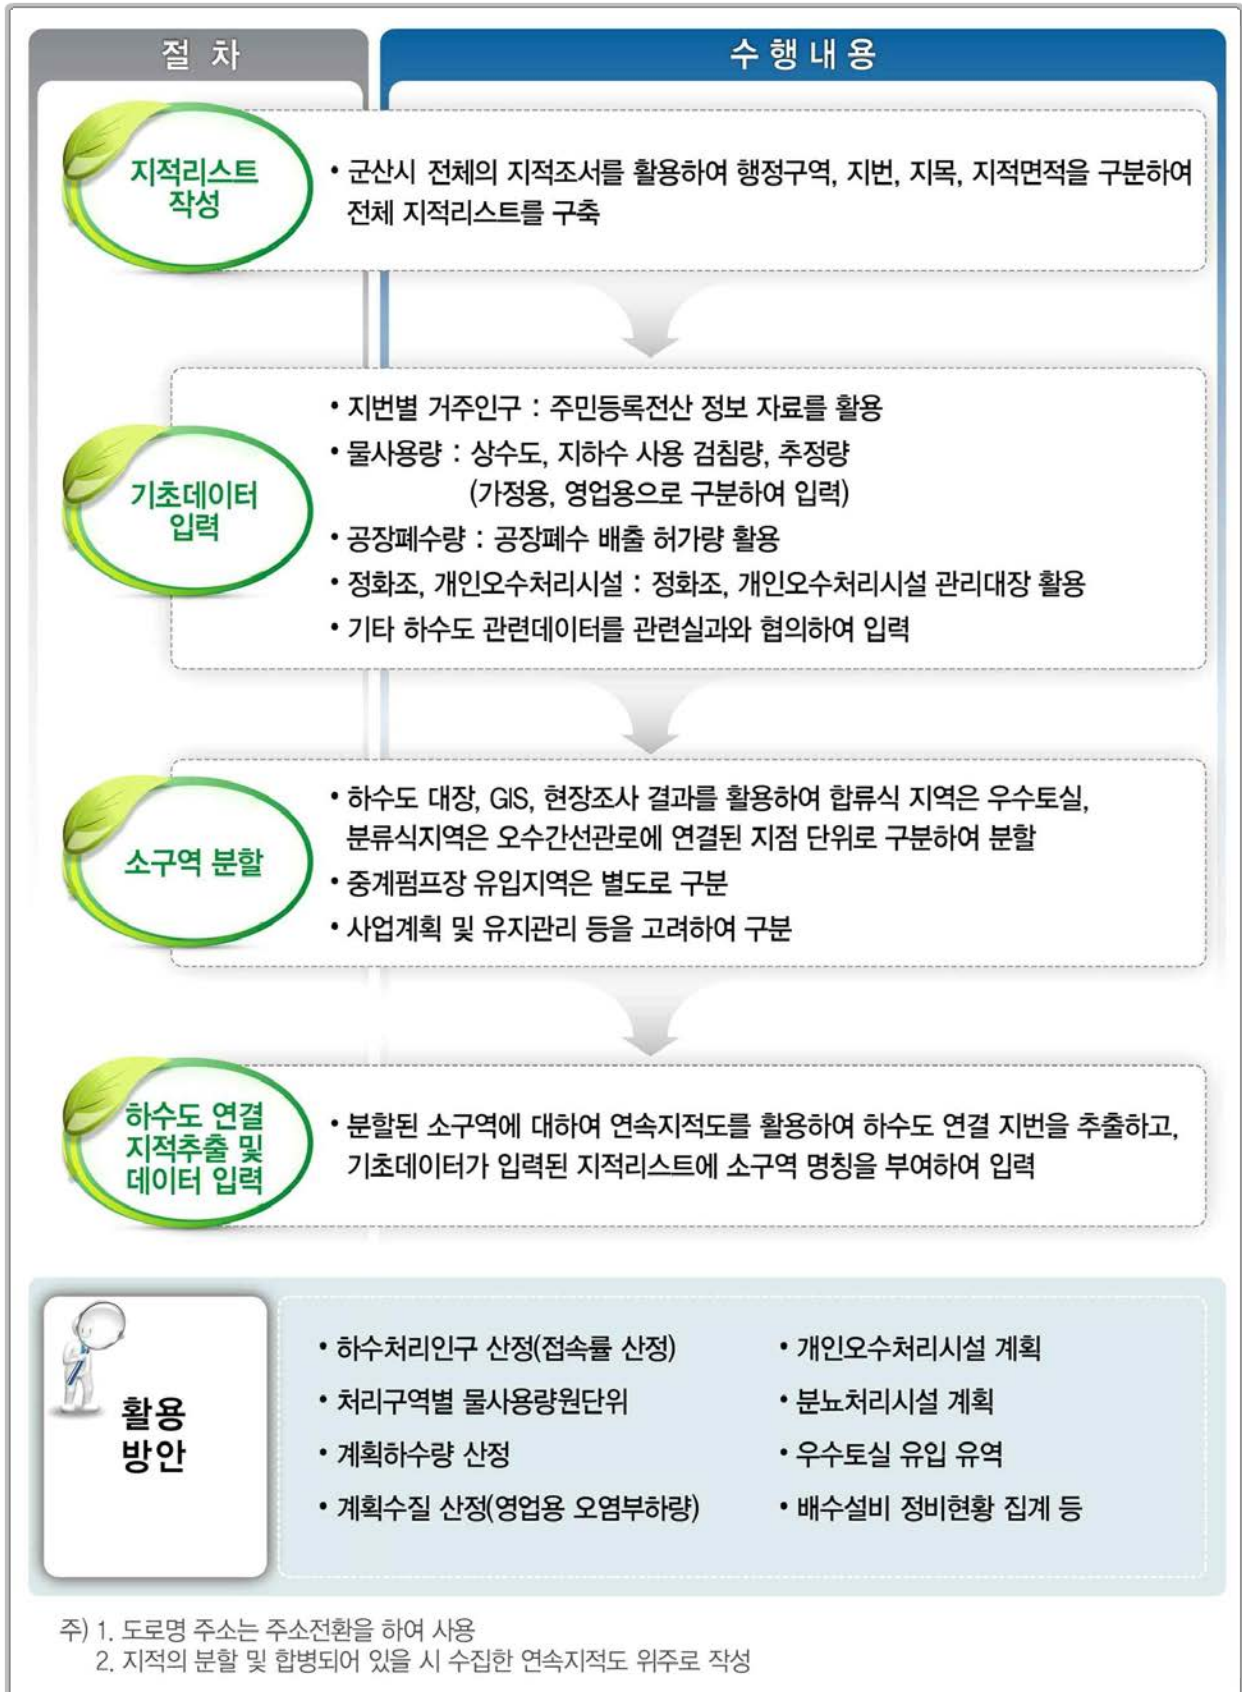 절 차
수 행 내 용
지적리스트
작성
• 군산시 전체의 지적조서를 활용하여 행정구역, 지번, 지목, 지적면적을 구분하여
전체 지적리스트를 구축
기초데이터
입력
• 지번별 거주인구 : 주민등록전산 정보 자료를 활용
• 물사용량 : 상수도, 지하수 사용 검침량, 추정량
(가정용, 영업용으로 구분하여 입력)
• 공장폐수량 : 공장폐수 배출 허가량 활용
• 정화조, 개인오수처리시설 : 정화조, 개인오수처리시설 관리대장 활용
• 기타 하수도 관련데이터를 관련실과와 협의하여 입력
소구역 분할
• 하수도 대장, GIS, 현장조사 결과를 활용하여 합류식 지역은 우수토실,
분류식지역은 오수간선관로에 연결된 지점 단위로 구분하여 분할
• 중계펌프장 유입지역은 별도로 구분
• 사업계획 및 유지관리 등을 고려하여 구분
하수도 연결
지적추출 및
데이터 입력
• 분할된 소구역에 대하여 연속지적도를 활용하여 하수도 연결 지번을 추출하고,
기초데이터가 입력된 지적리스트에 소구역 명칭을 부여하여 입력
활용
방안
• 하수처리인구 산정(접속률 산정)
• 처리구역별 물사용량원단위
• 계획하수량 산정
• 계획수질 산정(영업용 오염부하량)
• 개인오수처리시설 계획
• 분뇨처리시설 계획
• 우수토실 유입 유역
• 배수설비 정비현황 집계 등
주) 1. 도로명 주소는 주소전환을 하여 사용
2. 지적의 분할 및 합병되어 있을 시 수집한 연속지적도 위주로 작성